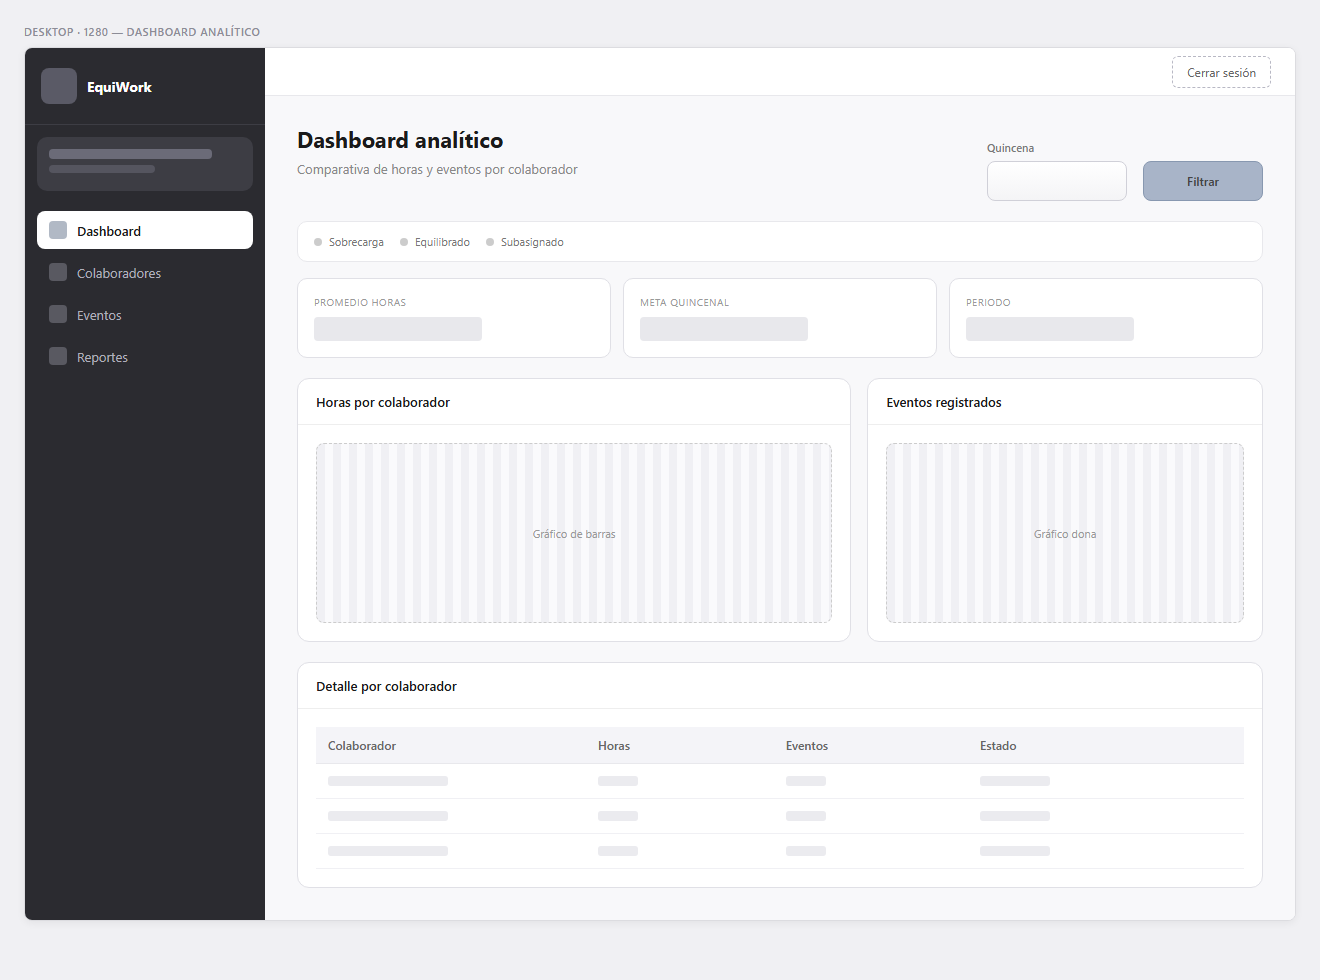 DESKTOP · 1280 — DASHBOARD ANALÍTICO
EquiWork
Cerrar sesión
Dashboard
Colaboradores
Eventos
Reportes
Dashboard analítico
Comparativa de horas y eventos por colaborador
Quincena
Filtrar
Sobrecarga Equilibrado Subasignado
PROMEDIO HORAS
META QUINCENAL
PERIODO
Horas por colaborador
Gráfico de barras
Eventos registrados
Gráfico dona
Detalle por colaborador
Colaborador Horas Eventos Estado